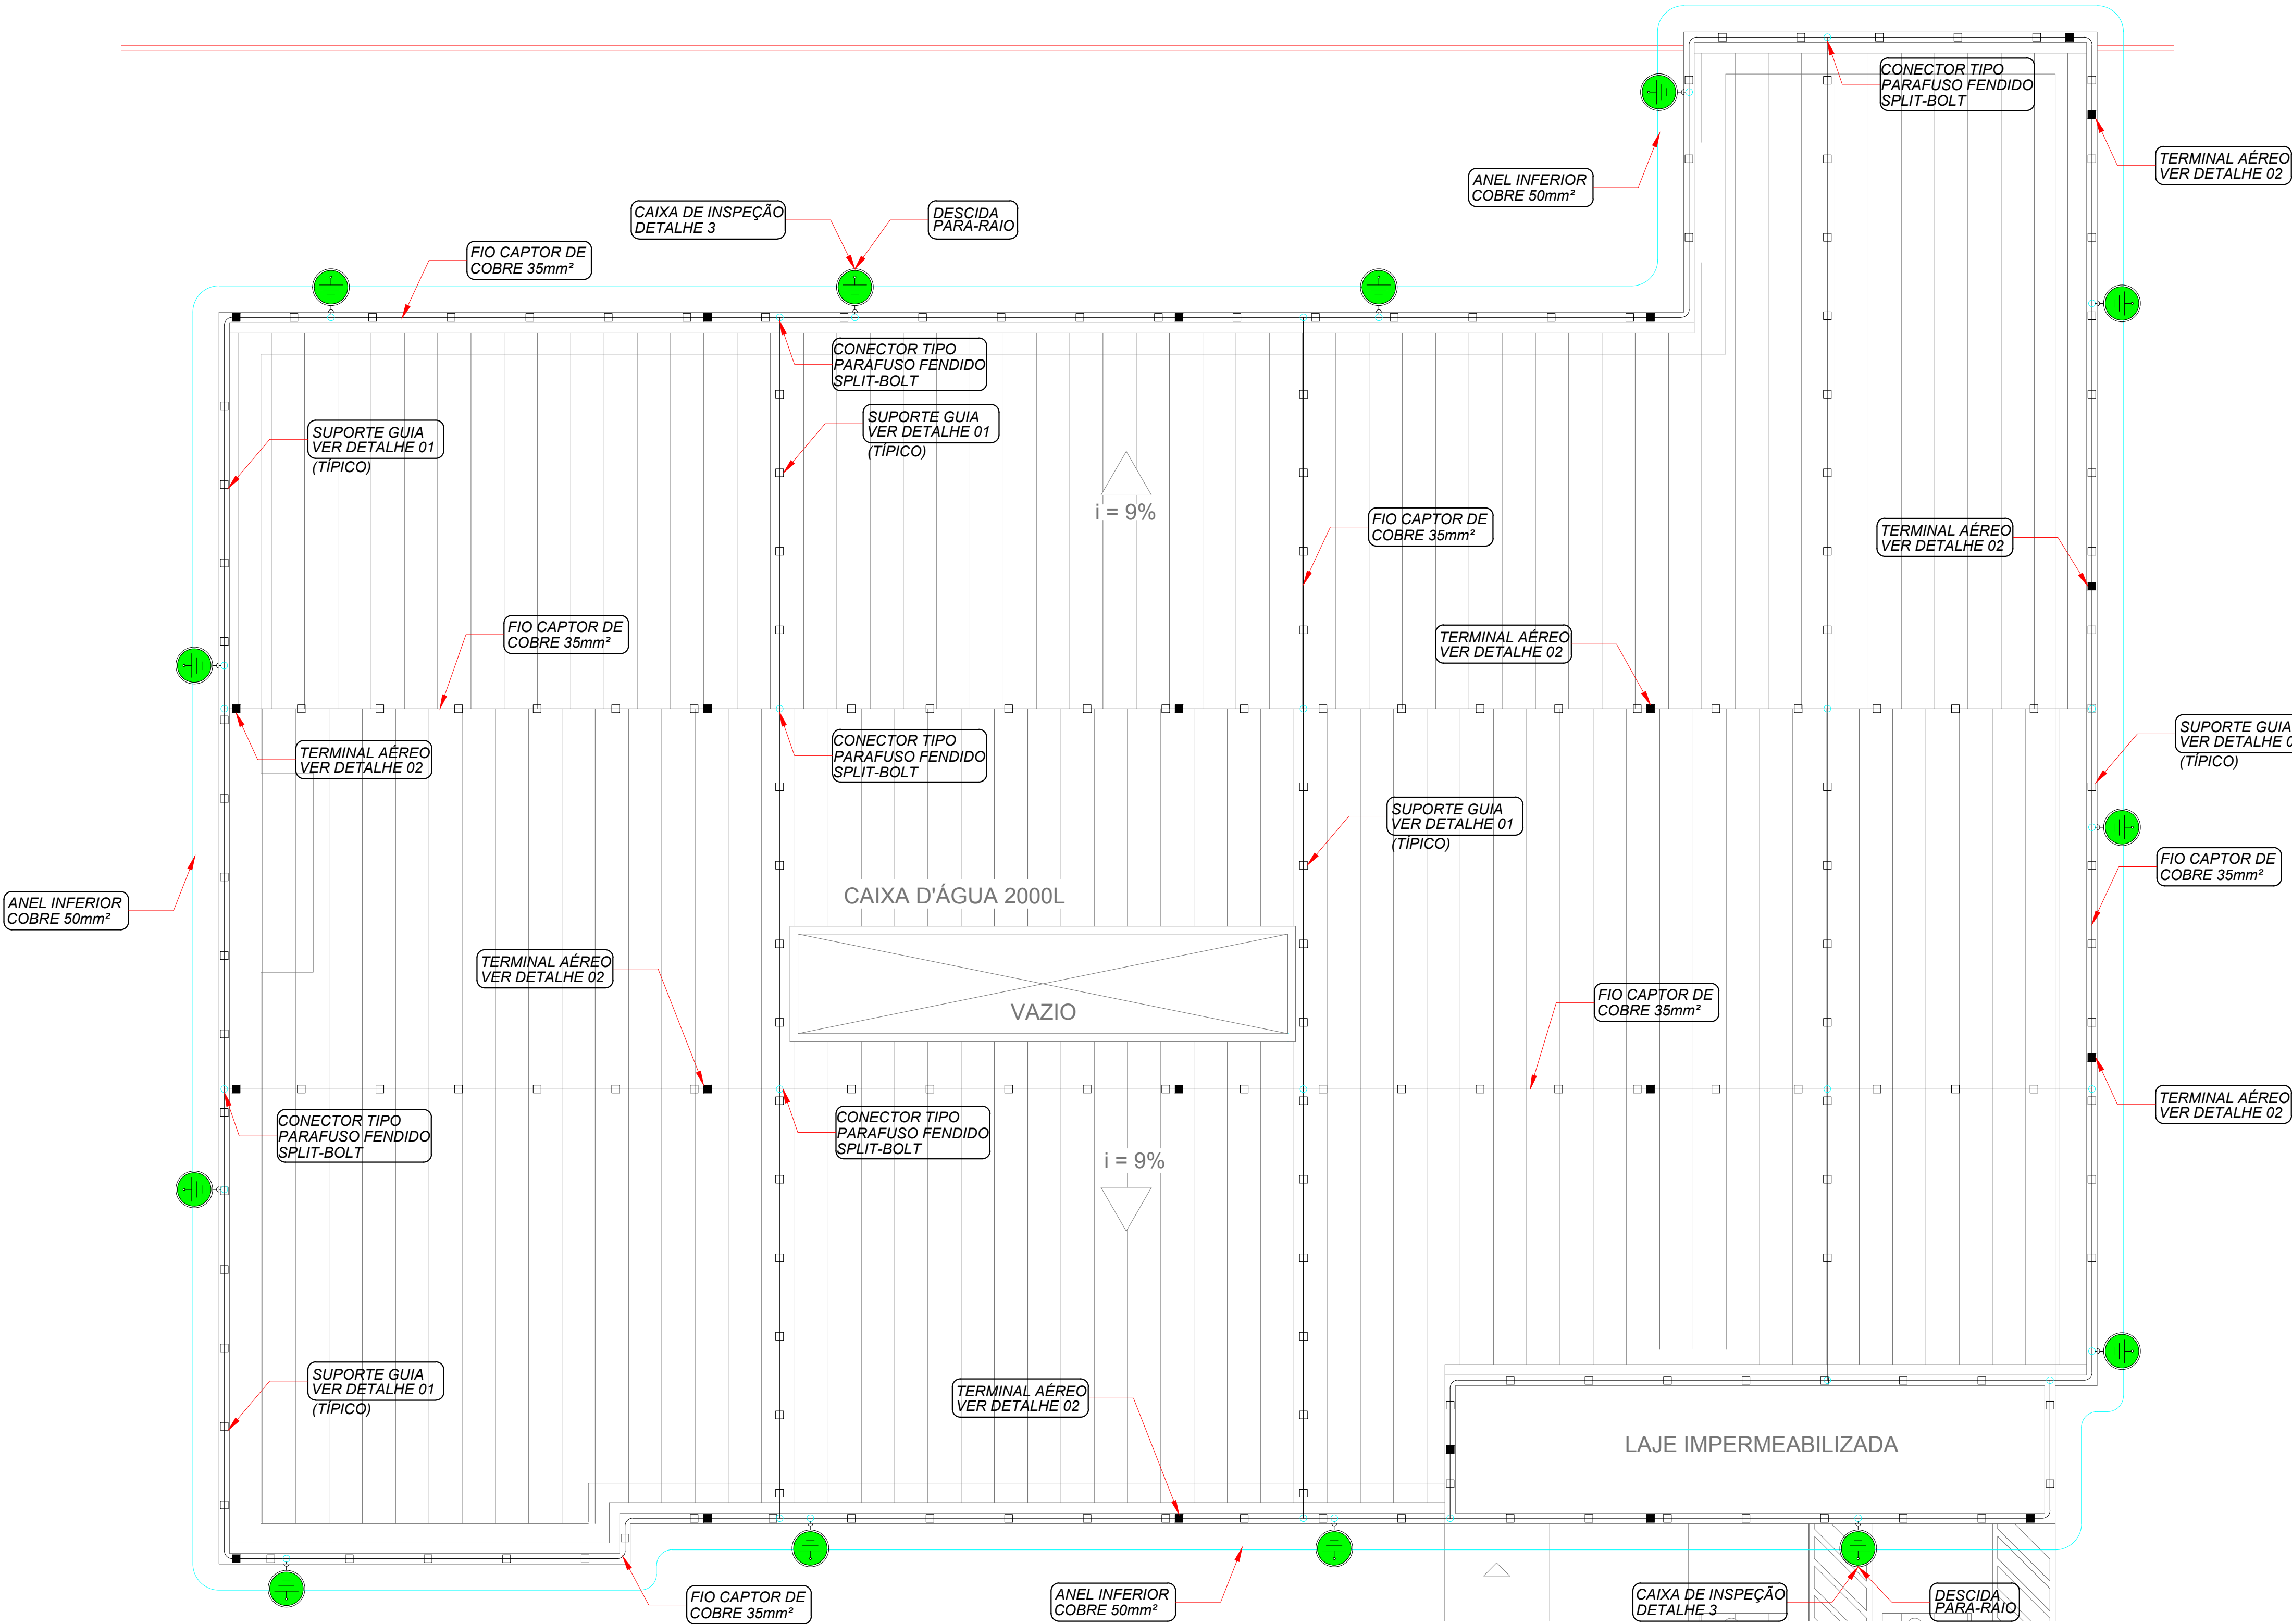 CONECTOR TIPO
PARAFUSO FENDIDO
SPLIT-BOLT
TERMINAL AÉREO
VER DETALHE 02
ANEL INFERIOR
COBRE 50mm²
CAIXA DE INSPEÇÃO
DETALHE 3
DESCIDA
PARA-RAIO
FIO CAPTOR DE
COBRE 35mm²
CONECTOR TIPO
PARAFUSO FENDIDO
SPLIT-BOLT
SUPORTE GUIA
VER DETALHE 01
(TÍPICO)
SUPORTE GUIA
VER DETALHE 01
(TÍPICO)
i = 9%
FIO CAPTOR DE
COBRE 35mm²
TERMINAL AÉREO
VER DETALHE 02
FIO CAPTOR DE
COBRE 35mm²
TERMINAL AÉREO
VER DETALHE 02
TERMINAL AÉREO
VER DETALHE 02
CONECTOR TIPO
PARAFUSO FENDIDO
SPLIT-BOLT
SUPORTE GUIA
VER DETALHE
(TÍPICO)
SUPORTE GUIA
VER DETALHE 01
(TÍPICO)
FIO CAPTOR DE
COBRE 35mm²
CAIXA D'ÁGUA 2000L
ANEL INFERIOR
COBRE 50mm²
TERMINAL AÉREO
VER DETALHE 02
VAZIO
FIO CAPTOR DE
COBRE 35mm²
TERMINAL AÉREO
VER DETALHE 02
CONECTOR TIPO
PARAFUSO FENDIDO
SPLIT-BOLT
CONECTOR TIPO
PARAFUSO FENDIDO
SPLIT-BOLT
i = 9%
SUPORTE GUIA
VER DETALHE 01
(TÍPICO)
TERMINAL AÉREO
VER DETALHE 02
LAJE IMPERMEABILIZADA
FIO CAPTOR DE
COBRE 35mm²
ANEL INFERIOR
COBRE 50mm²
CAIXA DE INSPEÇÃO
DETALHE 3
DESCIDA
PARA-RAIO